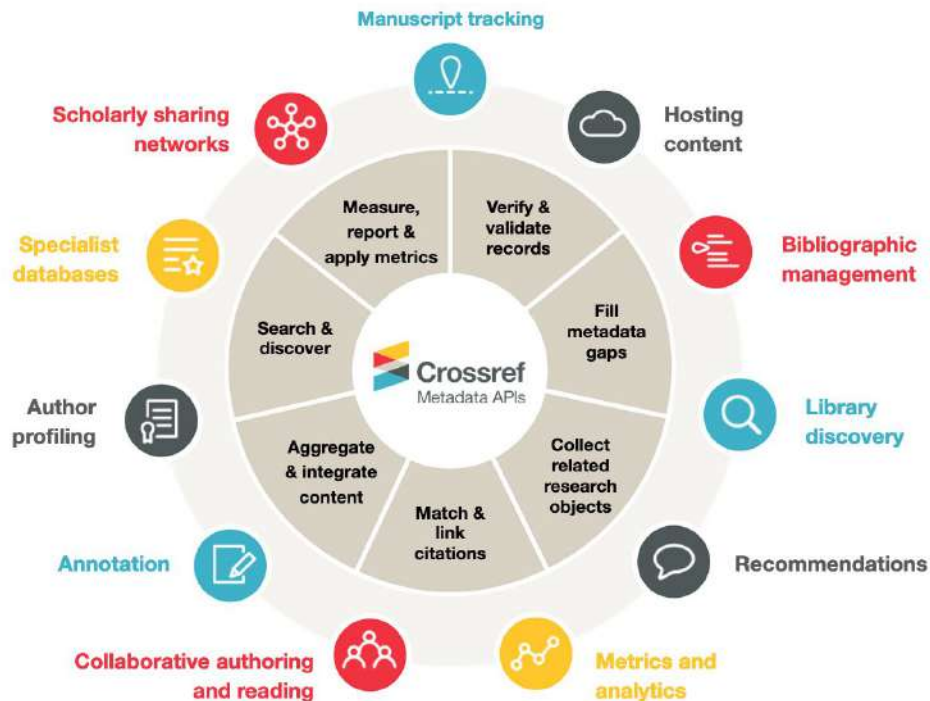 Manuscript tracking
Scholarly sharing
networks
Hosting
content
Specialist
databases
Bibliographic
management
Author
profiling
Library
discovery
Annotation
Recommendations
Collaborative authoring
and reading
Metrics and
analytics
Measure,
report &
apply metrics
Verify &
validate
records
Search &
discover
Fill
metadata
gaps
Aggregate
& integrate
content
Collect
related
research
objects
Match &
link
citations
Crossref
Metadata APIs